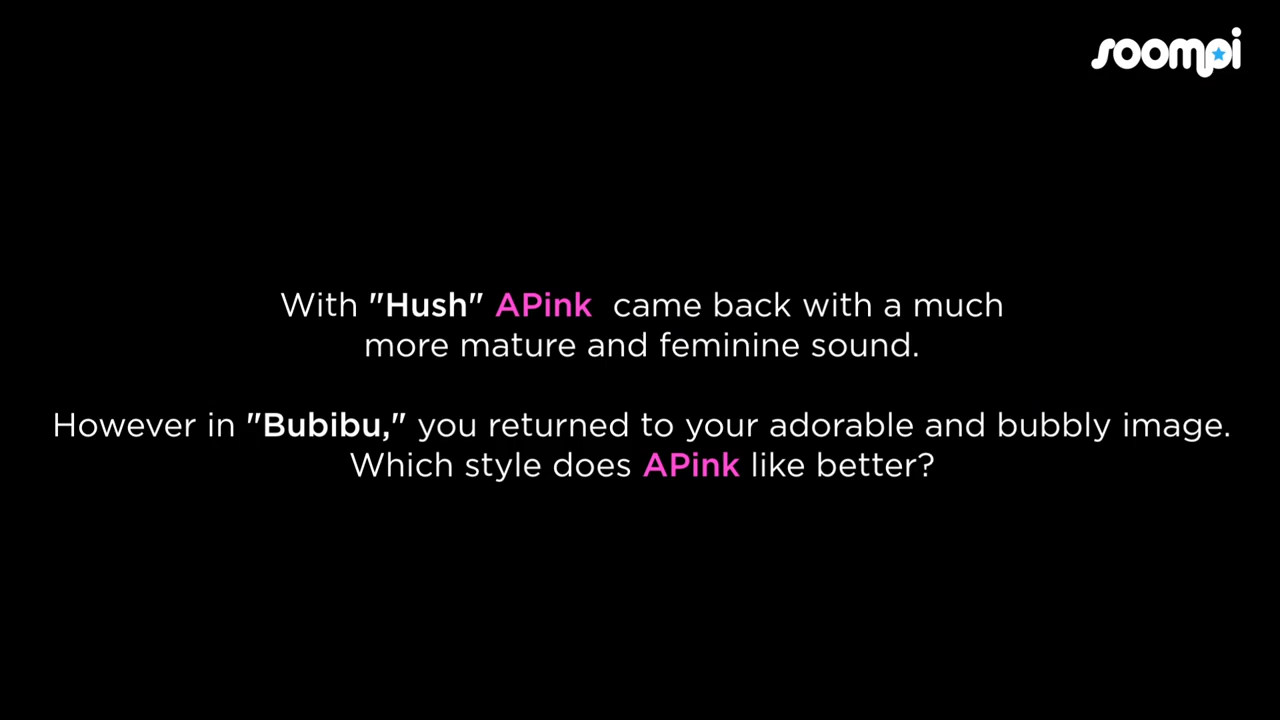 soompi
With "Hush" APink came back with a much
more mature and feminine sound.
However in "Bubibu," you returned to your adorable and bubbly image.
Which style does APink like better?